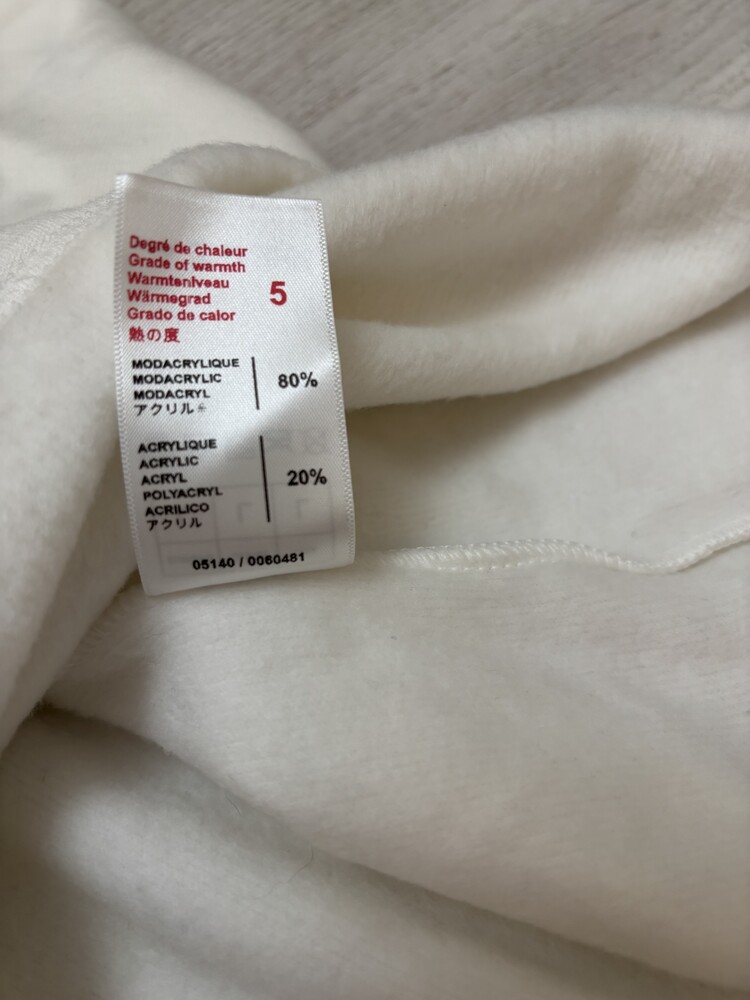 Degré de chaleur
Grade of warmth
Warmteniveau
Wärmegrad
5
Grado de calor
熱の度
MODACRYLIQUE
MODACRYLIC
80%
MODACRYL
アクリル*
ACRYLIQUE
ACRYLIC
ACRYL
20%
POLYACRYL
ACRILICO
アクリル
05140 / 0060481